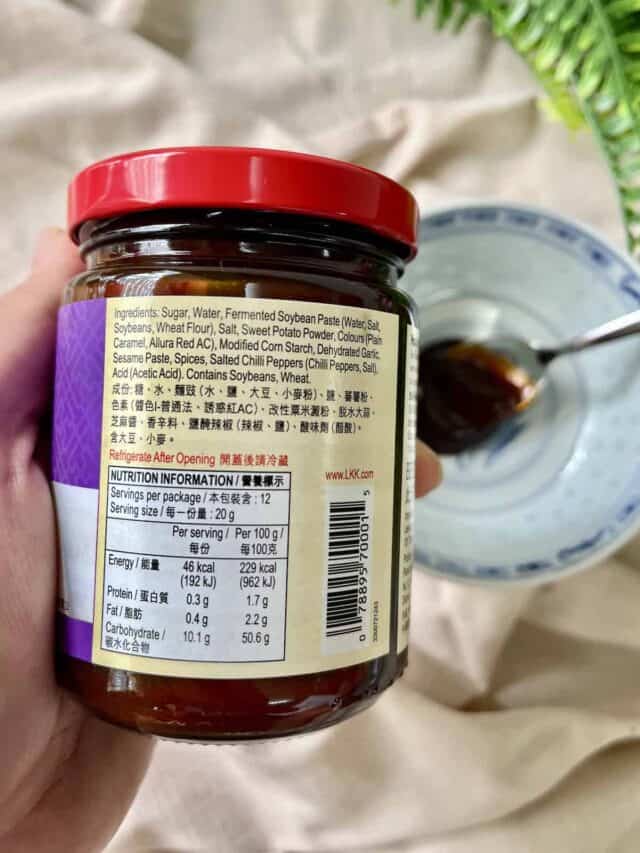 Ingredients: Sugar, Water, Fermented Soybean Paste (Water, Salt,
Soybeans, Wheat Flour), Salt, Sweet Potato Powder, Colours (Plain
Caramel, Allura Red AC), Modified Corn Starch, Dehydrated Garlic,
Sesame Paste, Spices, Salted Chilli Peppers (Chilli Peppers, Salt),
Acid (Acetic Acid). Contains Soybeans, Wheat.
成份: 糖、水、麵豉 (水、鹽、大豆、小麥粉)、鹽、蕃薯粉、
色素 (醬色I-普通法、誘惑紅AC)、改性粟米澱粉、脫水大蒜、
芝麻醬、香辛料、鹽醃辣椒 (辣椒、鹽)、酸味劑 (醋酸)。
含大豆、小麥。
Refrigerate After Opening 開蓋後請冷藏
www.LKK.com
NUTRITION INFORMATION / 營養標示
Servings per package / 本包裝含 : 12
Serving size / 每一份量 : 20 g
Per serving / Per 100 g /
每份 每100克
Energy / 能量 46 kcal 229 kcal
(192 kJ) (962 kJ)
Protein / 蛋白質 0.3 g 1.7 g
Fat / 脂肪 0.4 g 2.2 g
Carbohydrate / 10.1 g 50.6 g
碳水化合物
0 78895 70001 5